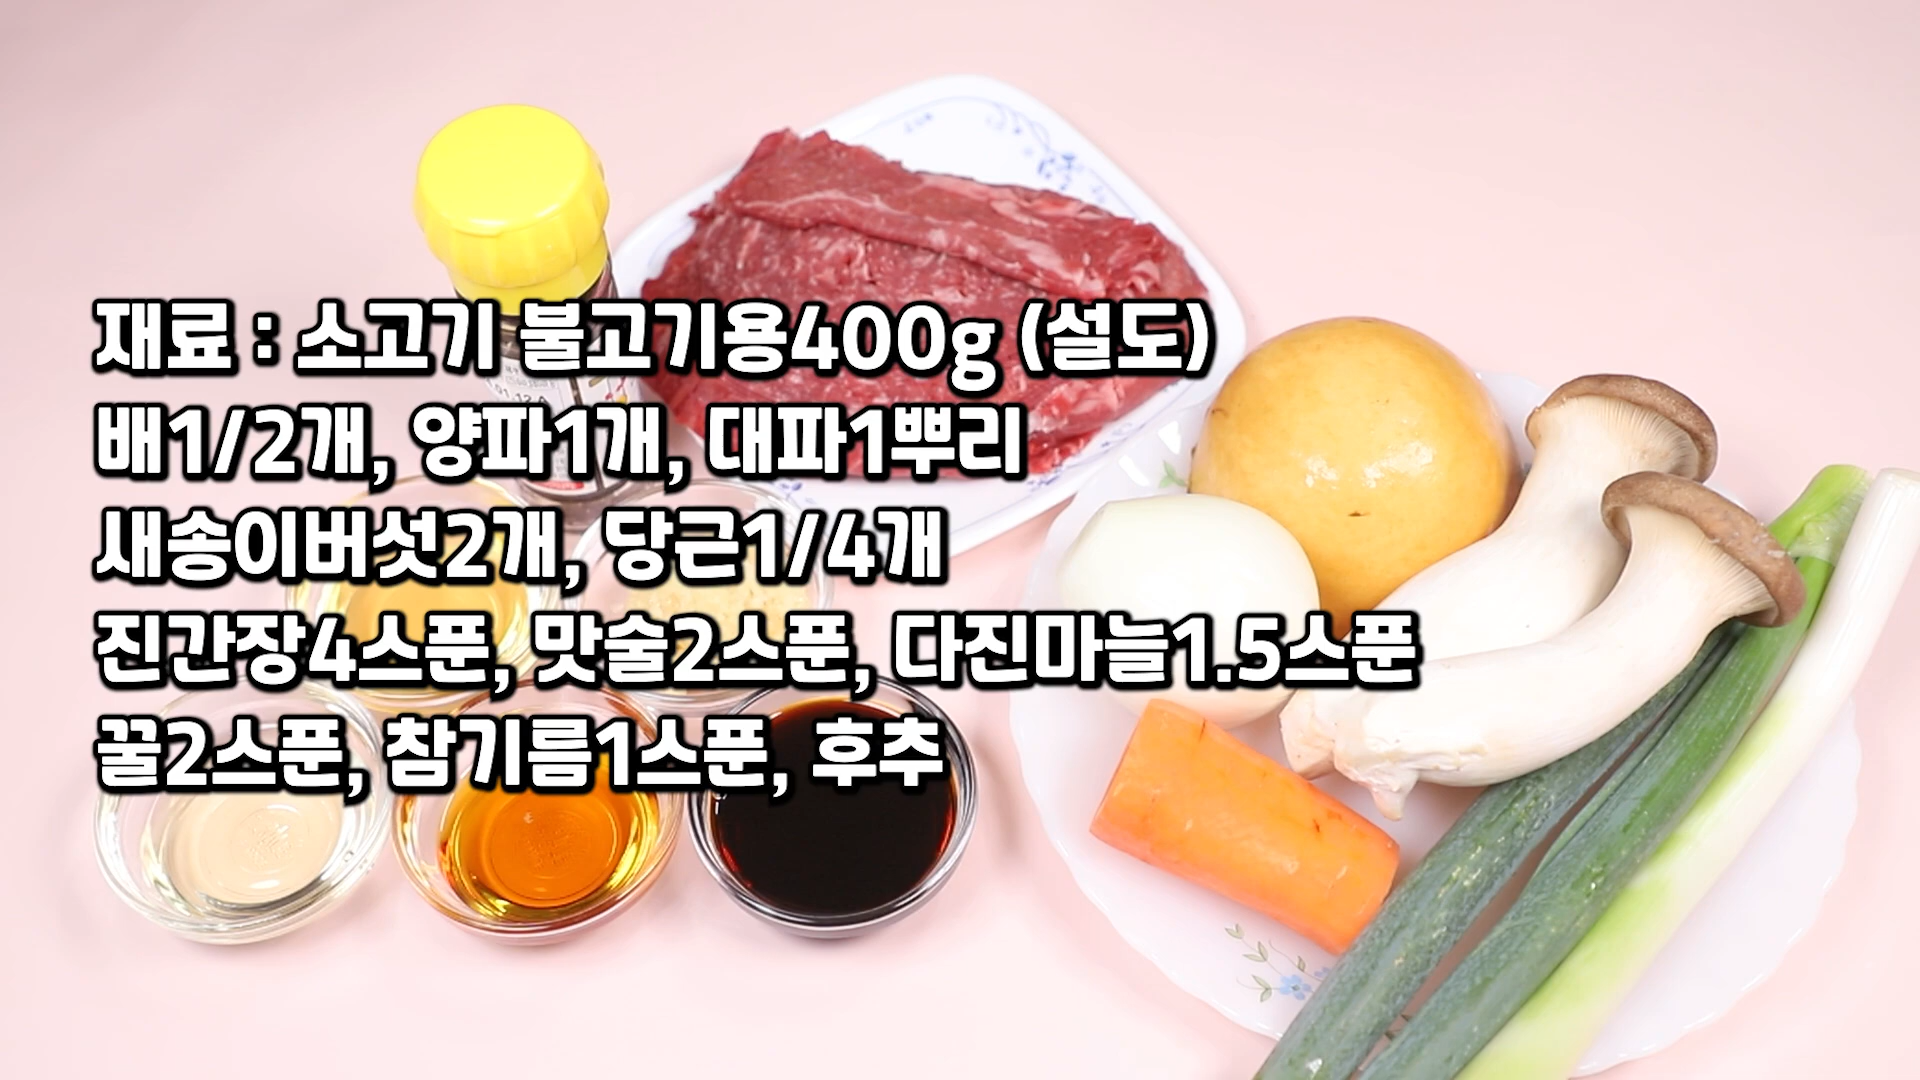 재료 : 소고기 불고기용400g (설도)
배1/2개, 양파1개, 대파1뿌리
새송이버섯2개, 당근1/4개
진간장4스푼, 맛술2스푼, 다진마늘1.5스푼
꿀2스푼, 참기름1스푼, 후추